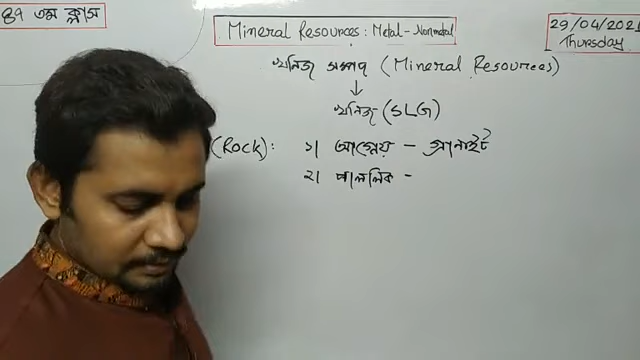 ৪৭ তম ক্লাস
Mineral Resources: Metal-Nonmetal
29/04/2021
Thursday
খনিজ সম্পদ (Mineral Resources)
↓
খনিজ (SLG)
(Rock): ১। আগ্নেয় - গ্রানাইট
২। পাললিক -